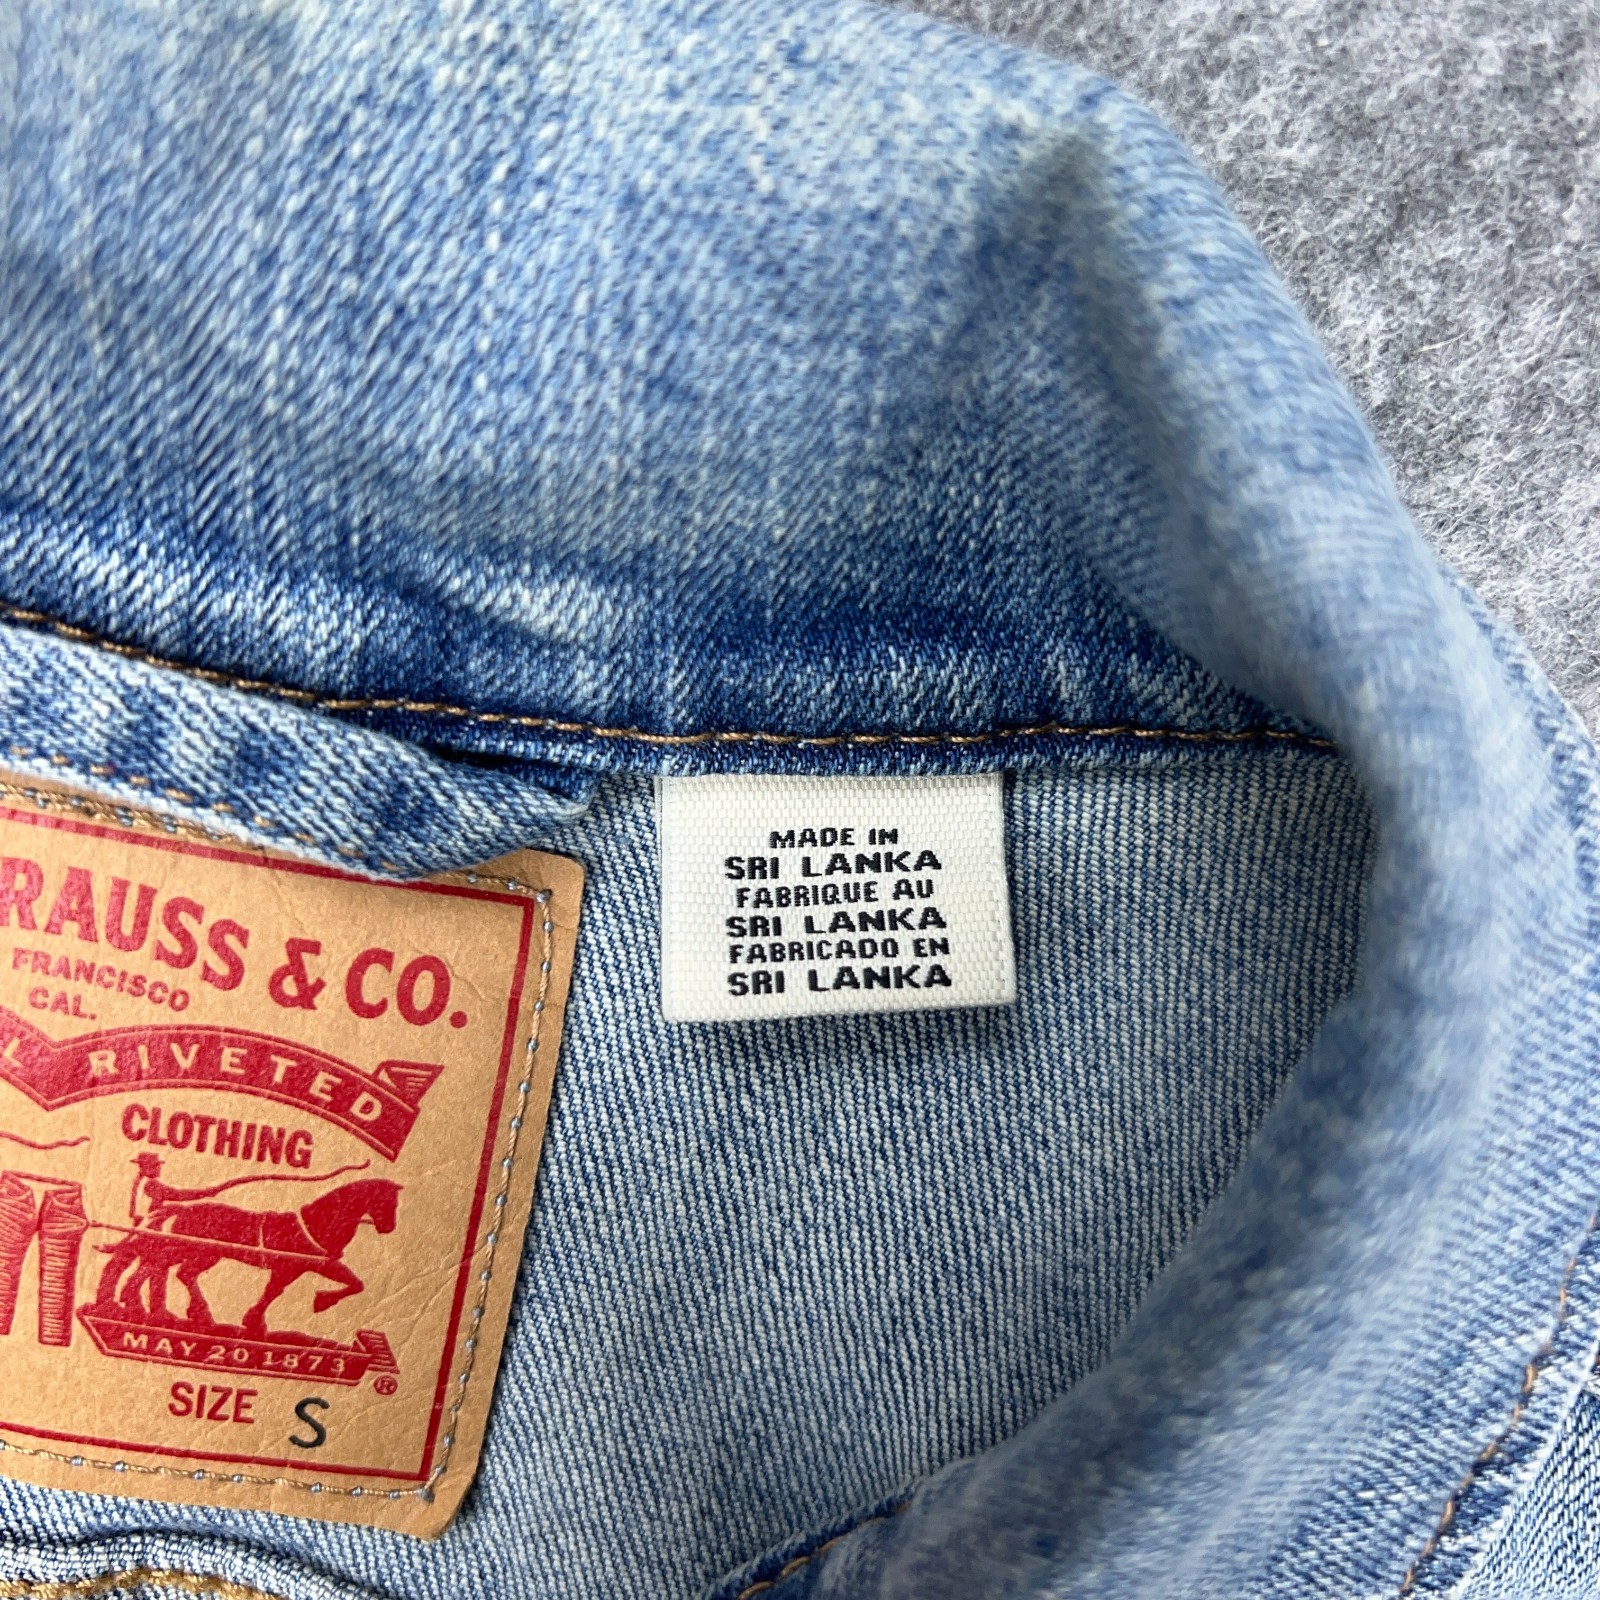 RAUSS & CO.
FRANCISCO
CAL.
L RIVETED
CLOTHING
MAY 20 1873
®
SIZE S
MADE IN
SRI LANKA
FABRIQUE AU
SRI LANKA
FABRICADO EN
SRI LANKA